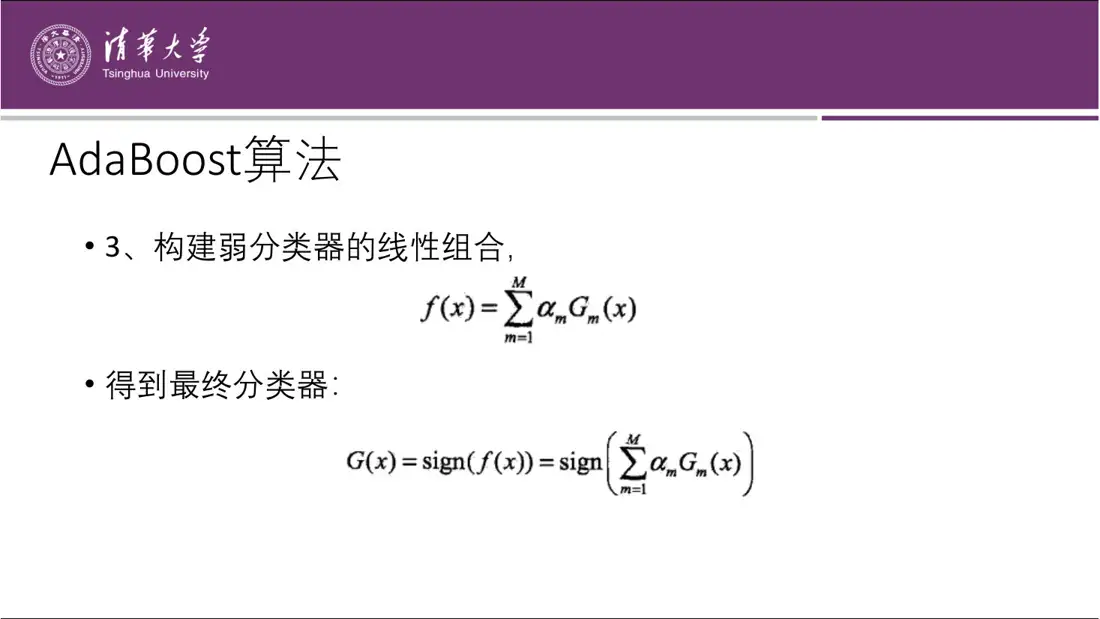 清华大学
Tsinghua University
AdaBoost算法
• 3、构建弱分类器的线性组合,
f(x) = ∑_{m=1}^{M} α_m G_m(x)
• 得到最终分类器：
G(x) = sign(f(x)) = sign(∑_{m=1}^{M} α_m G_m(x))